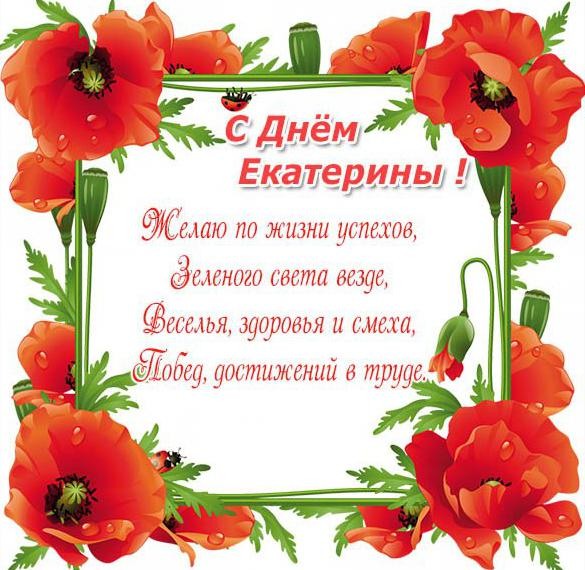 С Днём
Екатерины !
Желаю по жизни успехов,
Зеленого света везде,
Веселья, здоровья и смеха,
Побед, достижений в труде.